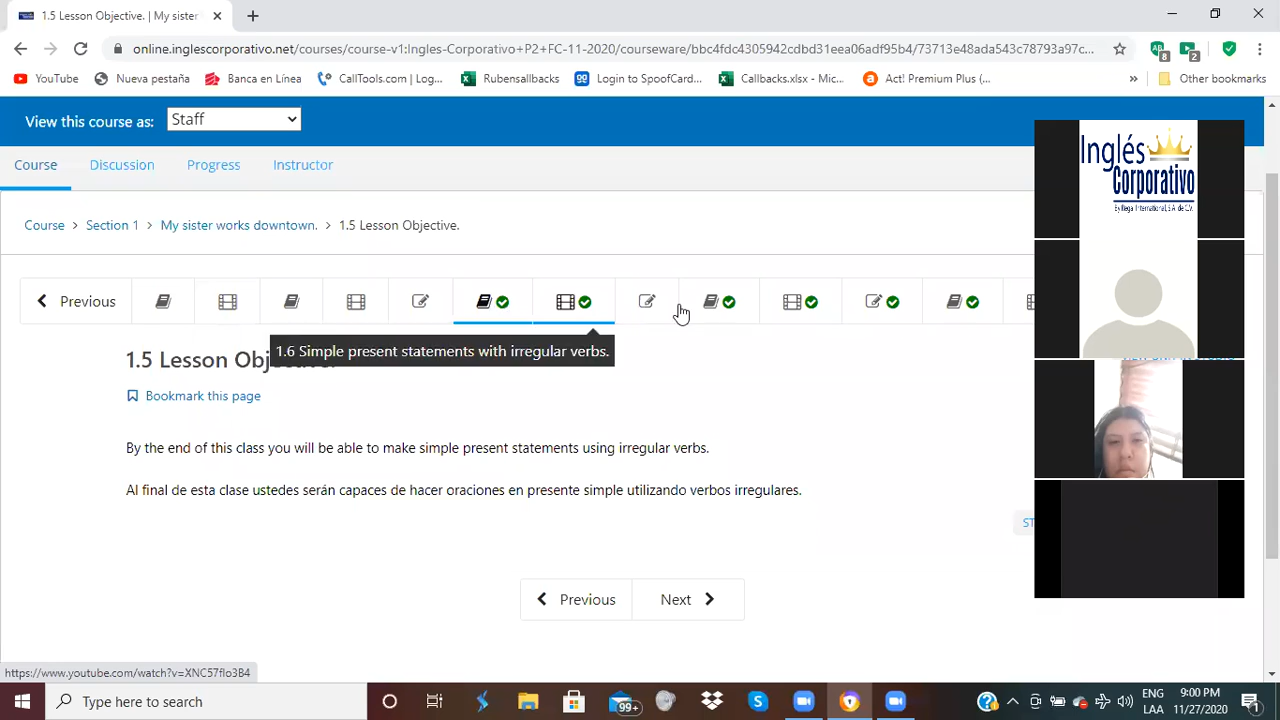 1.5 Lesson Objective. | My sister
online.inglescorporativo.net/courses/course-v1:Ingles-Corporativo+P2+FC-11-2020/courseware/bbc4fdc4305942cdbd31eea06adf95b4/73713e48ada543c78793a97c...
8
2
YouTube
Nueva pestaña
Banca en Línea
CallTools.com | Log...
Rubensallbacks
Login to SpoofCard...
Callbacks.xlsx - Mic...
Act! Premium Plus (...
»
Other bookmarks
View this course as:
Staff
Course
Discussion
Progress
Instructor
Course > Section 1 > My sister works downtown. > 1.5 Lesson Objective.
Previous
1.6 Simple present statements with irregular verbs.
1.5 Lesson Obj
Bookmark this page
By the end of this class you will be able to make simple present statements using irregular verbs.
Al final de esta clase ustedes serán capaces de hacer oraciones en presente simple utilizando verbos irregulares.
ST
Previous
Next
https://www.youtube.com/watch?v=XNC57flo3B4
Inglés
Corporativo
Type here to search
99+
ENG
LAA
9:00 PM
11/27/2020
1